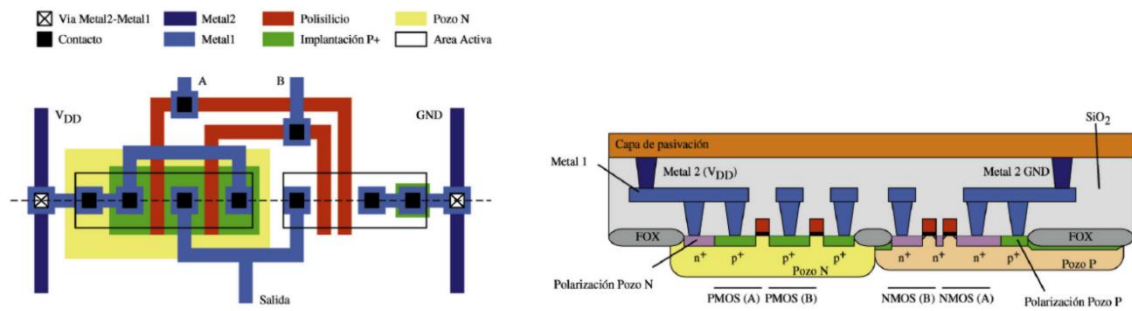 Via Metal2-Metal1 Metal2 Polisilicio Pozo N
Contacto Metal1 Implantación P+ Area Activa
A B
VDD GND
Salida
SiO2
Capa de pasivación
Metal 1
Metal 2 (VDD) Metal 2 GND
FOX FOX
n+ p+ p+ p+ n+ n+ n+ p+
Pozo N Pozo P
Polarización Pozo N PMOS (A) PMOS (B) NMOS (B) NMOS (A) Polarización Pozo P